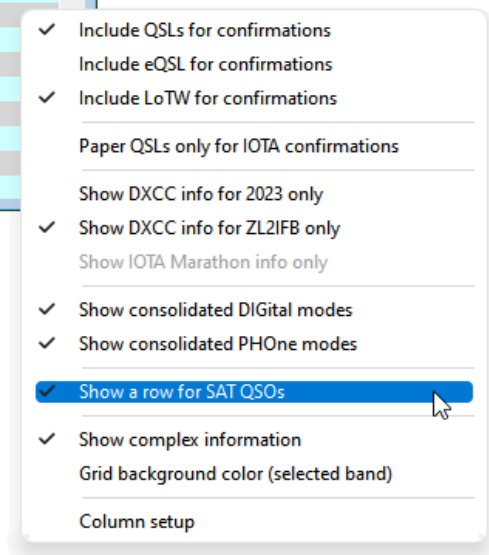 Include QSLs for confirmations
Include eQSL for confirmations
Include LoTW for confirmations
Paper QSLs only for IOTA confirmations
Show DXCC info for 2023 only
Show DXCC info for ZL2IFB only
Show IOTA Marathon info only
Show consolidated DIGital modes
Show consolidated PHOne modes
Show a row for SAT QSOs
Show complex information
Grid background color (selected band)
Column setup